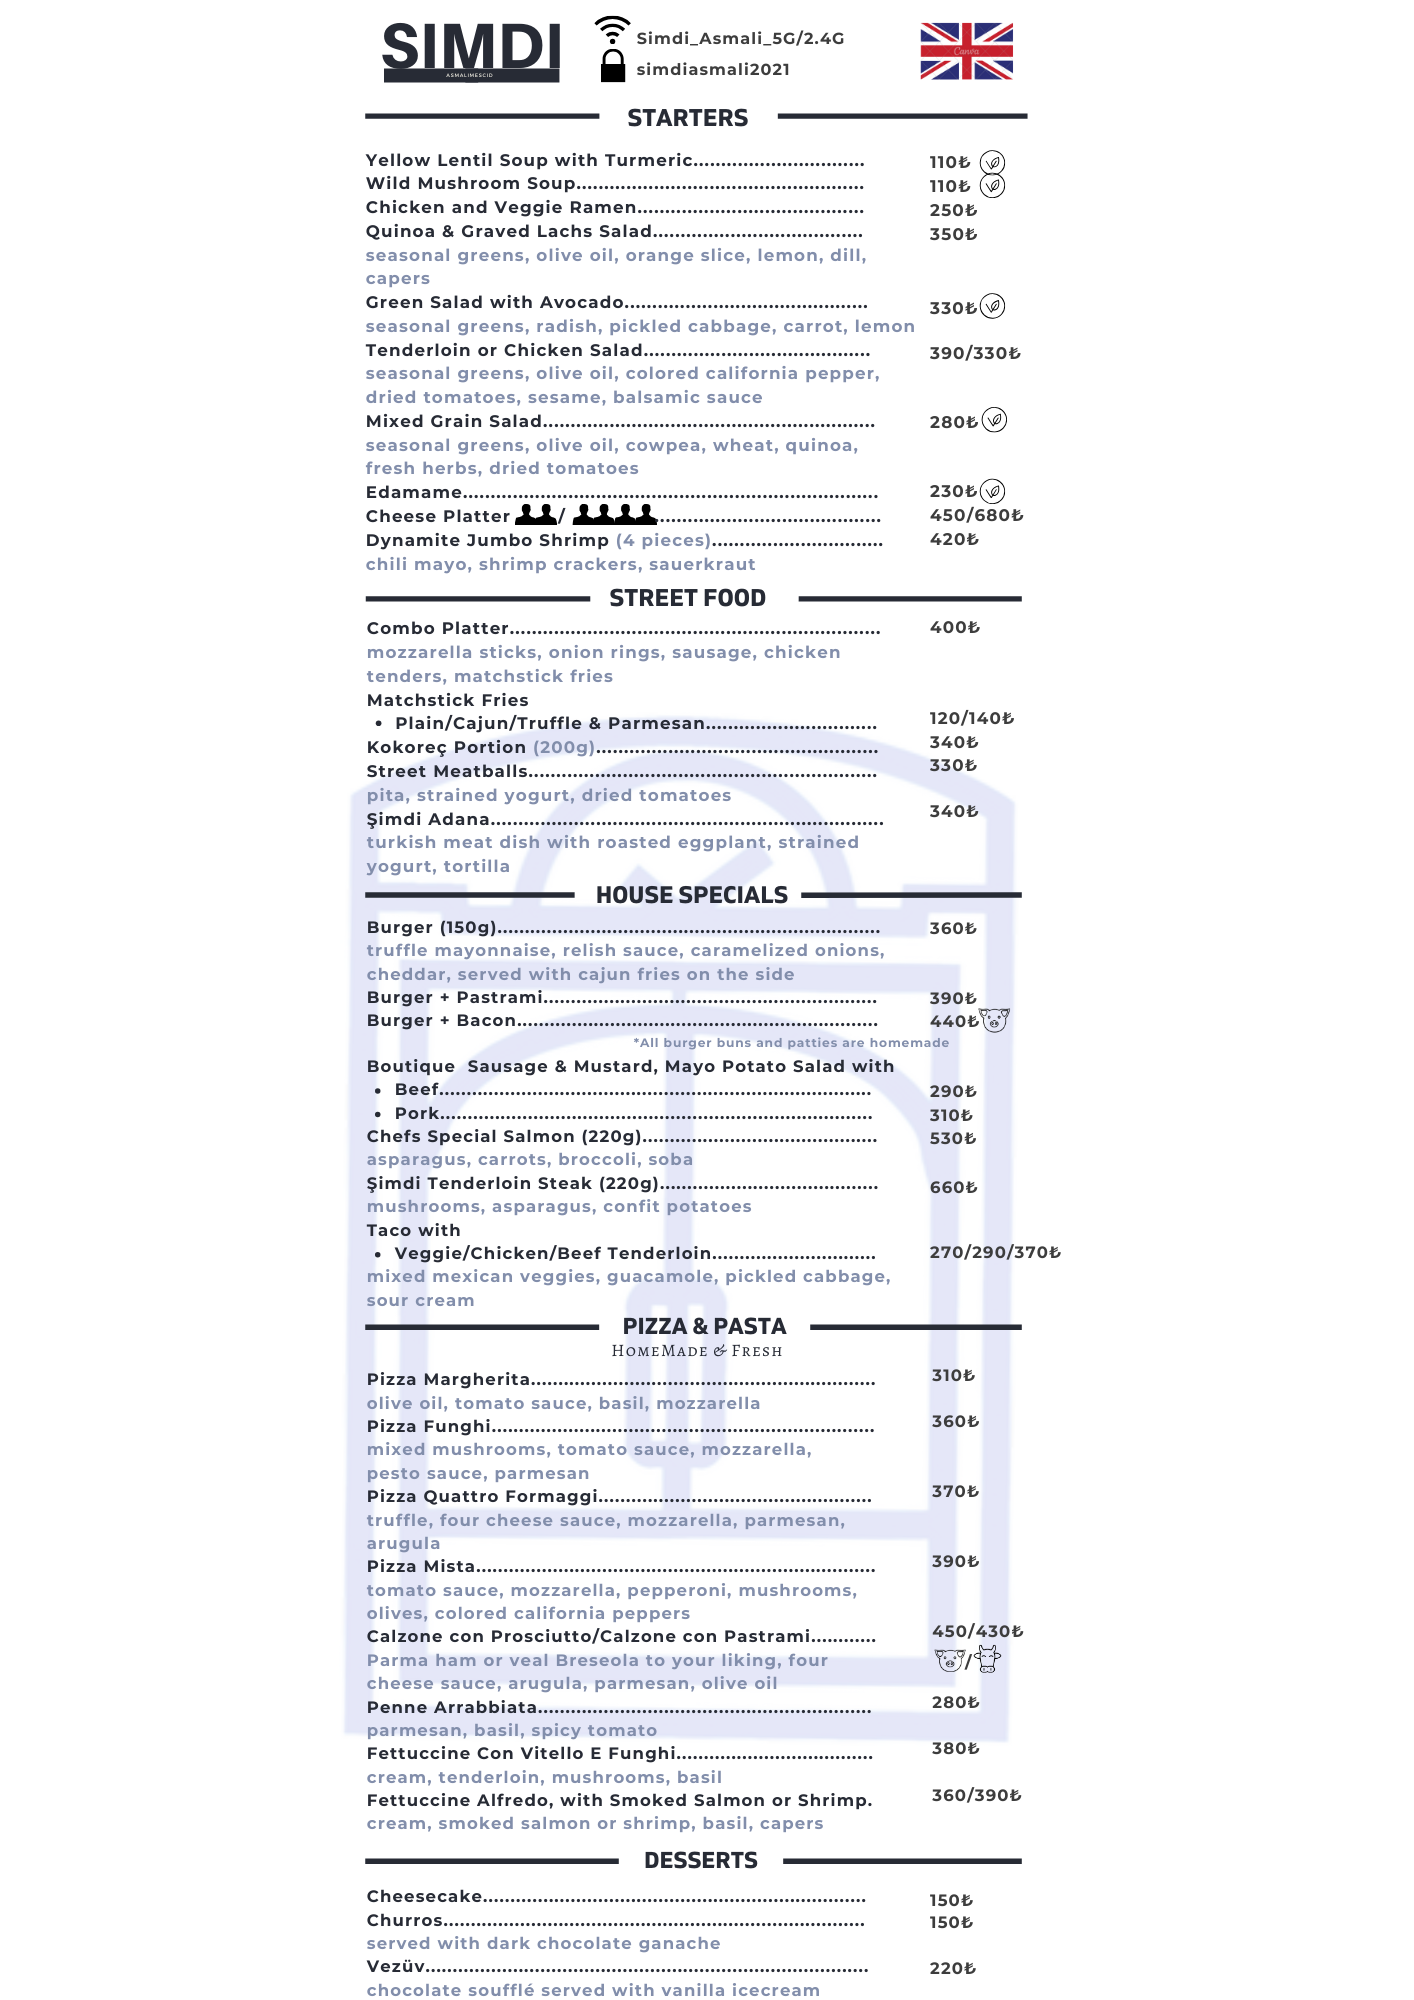 SIMDI
ASMALIMESCID
Simdi_Asmali_5G/2.4G
simdiasmali2021
Canva
STARTERS
Yellow Lentil Soup with Turmeric............................... 110₺
Wild Mushroom Soup.................................................... 110₺
Chicken and Veggie Ramen......................................... 250₺
Quinoa & Graved Lachs Salad...................................... 350₺
seasonal greens, olive oil, orange slice, lemon, dill,
capers
Green Salad with Avocado............................................ 330₺
seasonal greens, radish, pickled cabbage, carrot, lemon
Tenderloin or Chicken Salad......................................... 390/330₺
seasonal greens, olive oil, colored california pepper,
dried tomatoes, sesame, balsamic sauce
Mixed Grain Salad............................................................ 280₺
seasonal greens, olive oil, cowpea, wheat, quinoa,
fresh herbs, dried tomatoes
Edamame........................................................................... 230₺
Cheese Platter / ......................................... 450/680₺
Dynamite Jumbo Shrimp (4 pieces)............................... 420₺
chili mayo, shrimp crackers, sauerkraut
STREET FOOD
Combo Platter................................................................... 400₺
mozzarella sticks, onion rings, sausage, chicken
tenders, matchstick fries
Matchstick Fries
• Plain/Cajun/Truffle & Parmesan............................... 120/140₺
Kokoreç Portion (200g)................................................... 340₺
Street Meatballs............................................................... 330₺
pita, strained yogurt, dried tomatoes
Şimdi Adana....................................................................... 340₺
turkish meat dish with roasted eggplant, strained
yogurt, tortilla
HOUSE SPECIALS
Burger (150g)..................................................................... 360₺
truffle mayonnaise, relish sauce, caramelized onions,
cheddar, served with cajun fries on the side
Burger + Pastrami............................................................ 390₺
Burger + Bacon................................................................. 440₺
*All burger buns and patties are homemade
Boutique  Sausage & Mustard, Mayo Potato Salad with
• Beef.............................................................................. 290₺
• Pork.............................................................................. 310₺
Chefs Special Salmon (220g).......................................... 530₺
asparagus, carrots, broccoli, soba
Şimdi Tenderloin Steak (220g)....................................... 660₺
mushrooms, asparagus, confit potatoes
Taco with
• Veggie/Chicken/Beef Tenderloin.............................. 270/290/370₺
mixed mexican veggies, guacamole, pickled cabbage,
sour cream
PIZZA & PASTA
HomeMade & Fresh
Pizza Margherita.............................................................. 310₺
olive oil, tomato sauce, basil, mozzarella
Pizza Funghi..................................................................... 360₺
mixed mushrooms, tomato sauce, mozzarella,
pesto sauce, parmesan
Pizza Quattro Formaggi................................................. 370₺
truffle, four cheese sauce, mozzarella, parmesan,
arugula
Pizza Mista........................................................................ 390₺
tomato sauce, mozzarella, pepperoni, mushrooms,
olives, colored california peppers
Calzone con Prosciutto/Calzone con Pastrami............ 450/430₺
Parma ham or veal Breseola to your liking, four /
cheese sauce, arugula, parmesan, olive oil
Penne Arrabbiata............................................................ 280₺
parmesan, basil, spicy tomato
Fettuccine Con Vitello E Funghi.................................... 380₺
cream, tenderloin, mushrooms, basil
Fettuccine Alfredo, with Smoked Salmon or Shrimp. 360/390₺
cream, smoked salmon or shrimp, basil, capers
DESSERTS
Cheesecake..................................................................... 150₺
Churros............................................................................ 150₺
served with dark chocolate ganache
Vezüv................................................................................ 220₺
chocolate soufflé served with vanilla icecream